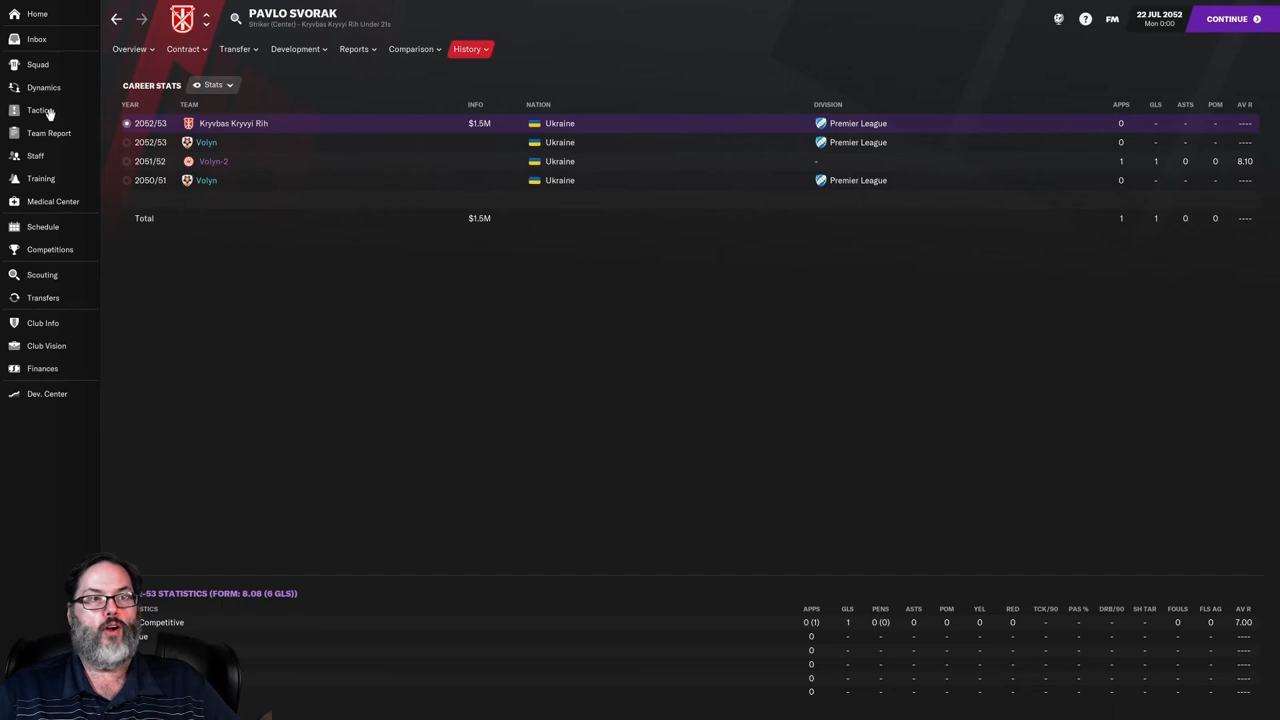 Home
Inbox
Squad
Dynamics
Tactics
Team Report
Staff
Training
Medical Center
Schedule
Competitions
Scouting
Transfers
Club Info
Club Vision
Finances
Dev. Center
PAVLO SVORAK
Striker (Center) - Kryvbas Kryvyi Rih Under 21s
FM
22 JUL 2052
Mon 0:00
CONTINUE
Overview Contract Transfer Development Reports Comparison History
CAREER STATS Stats
YEAR TEAM INFO NATION DIVISION APPS GLS ASTS POM AV R
2052/53 Kryvbas Kryvyi Rih $1.5M Ukraine Premier League 0 - - - ----
2052/53 Volyn Ukraine Premier League 0 - - - ----
2051/52 Volyn-2 Ukraine - 1 1 0 0 8.10
2050/51 Volyn Ukraine Premier League 0 - - - ----
Total $1.5M 1 1 0 0 ----
-53 STATISTICS (FORM: 8.08 (6 GLS))
APPS GLS PENS ASTS POM YEL RED TCK/90 PAS % DRB/90 SH TAR FOULS FLS AG AV R
Competitive 0 (1) 1 0 (0) 0 0 0 0 - - - - 0 0 7.00
0 - - - - - - - - - - - - ----
0 - - - - - - - - - - - - ----
0 - - - - - - - - - - - - ----
0 - - - - - - - - - - - - ----
0 - - - - - - - - - - - - ----